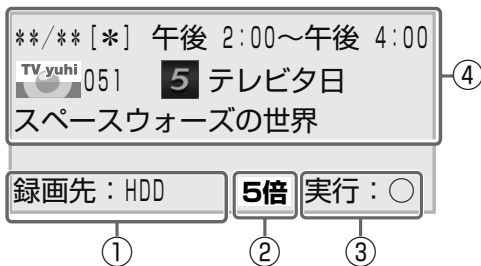 **/**[*] 午後 2:00～午後 4:00
TV yuhi 051 5 テレビタ日
スペースウォーズの世界
④
録画先：HDD 5倍 実行：○
① ② ③